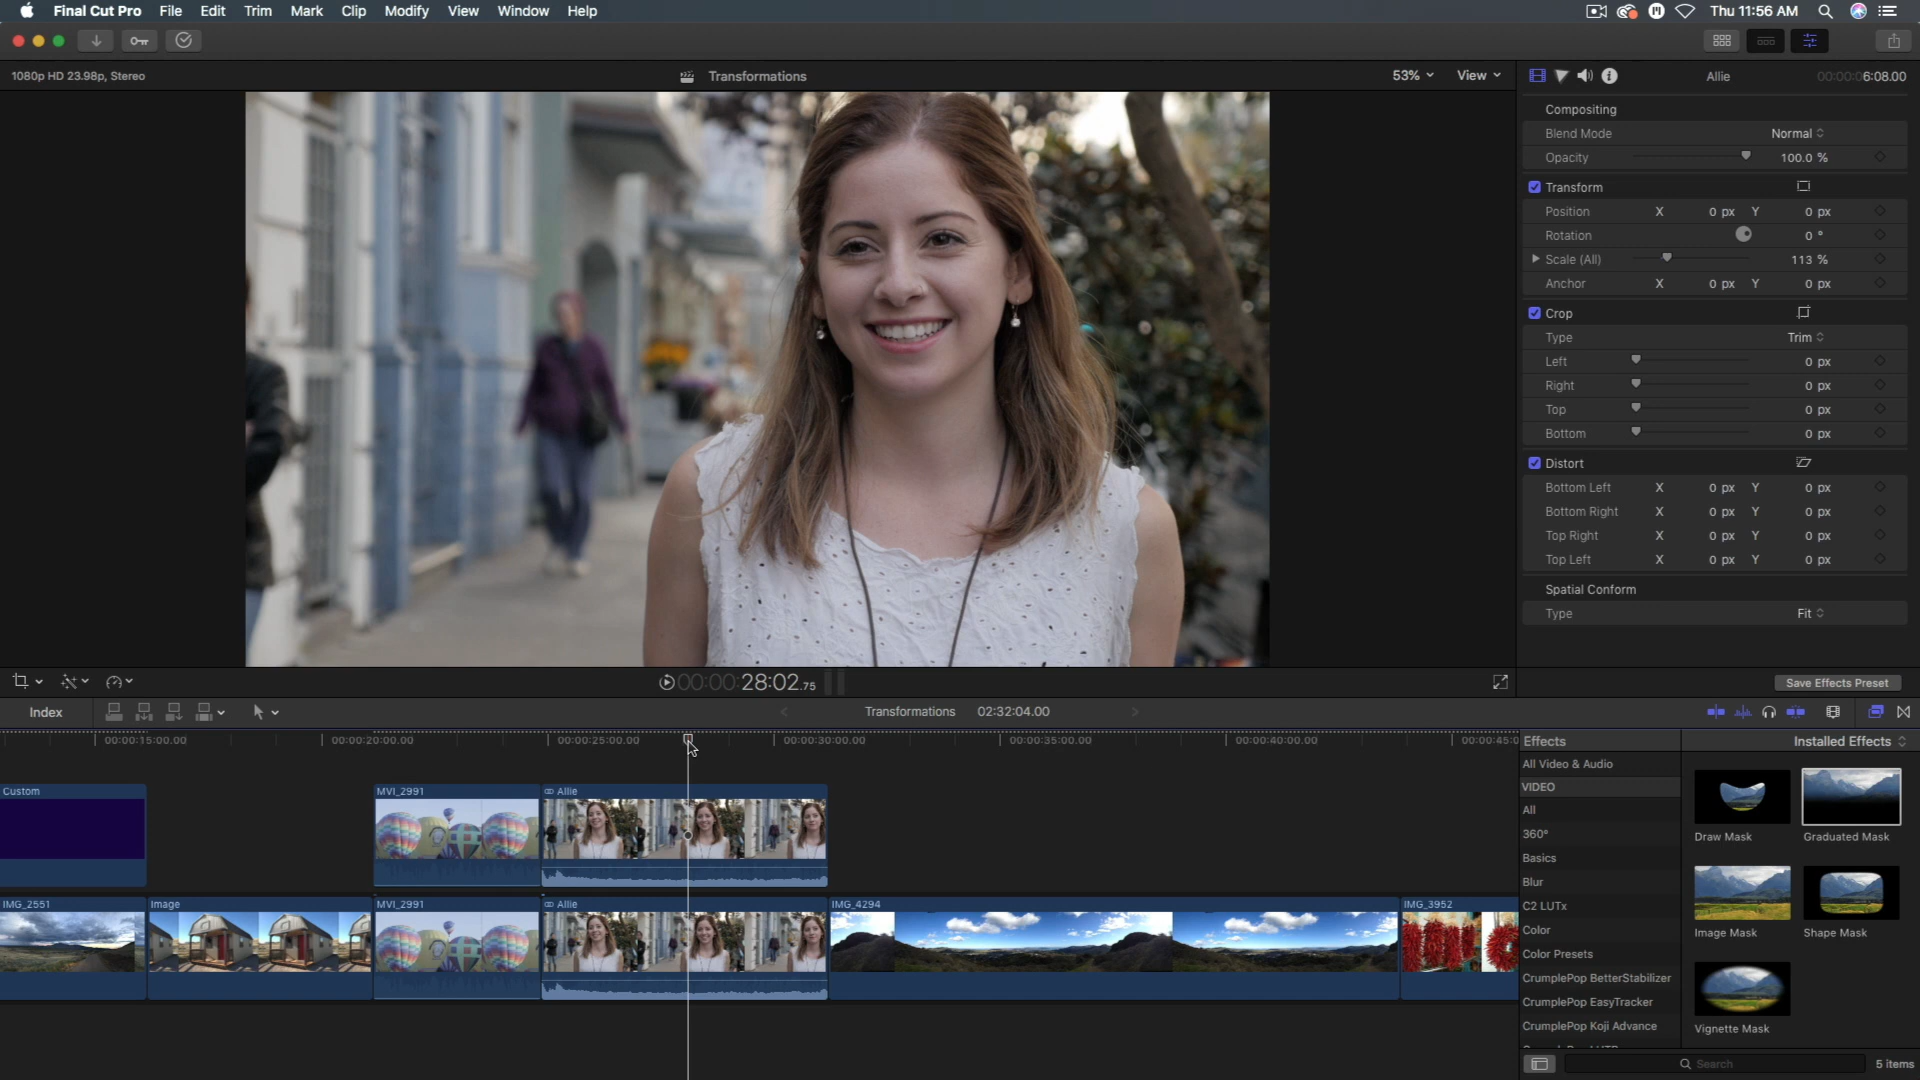 Final Cut Pro File Edit Trim Mark Clip Modify View Window Help
Thu 11:56 AM
1080p HD 23.98p, Stereo
Transformations
53% View
Allie
00:00:06:08.00
Compositing
Blend Mode Normal
Opacity 100.0 %
Transform
Position X 0 px Y 0 px
Rotation 0 °
Scale (All) 113 %
Anchor X 0 px Y 0 px
Crop
Type Trim
Left 0 px
Right 0 px
Top 0 px
Bottom 0 px
Distort
Bottom Left X 0 px Y 0 px
Bottom Right X 0 px Y 0 px
Top Right X 0 px Y 0 px
Top Left X 0 px Y 0 px
Spatial Conform
Type Fit
00:00:28:02.75
Save Effects Preset
Index
Transformations 02:32:04.00
00:00:15:00.00 00:00:20:00.00 00:00:25:00.00 00:00:30:00.00 00:00:35:00.00 00:00:40:00.00
Custom MVI_2991 Allie
IMG_2551 Image MVI_2991 Allie IMG_4294 IMG_3952
Effects
Installed Effects
All Video & Audio
VIDEO
All
360°
Basics
Blur
C2 LUTx
Color
Color Presets
CrumplePop BetterStabilizer
CrumplePop EasyTracker
CrumplePop Koji Advance
Draw Mask Graduated Mask
Image Mask Shape Mask
Vignette Mask
Search
5 items